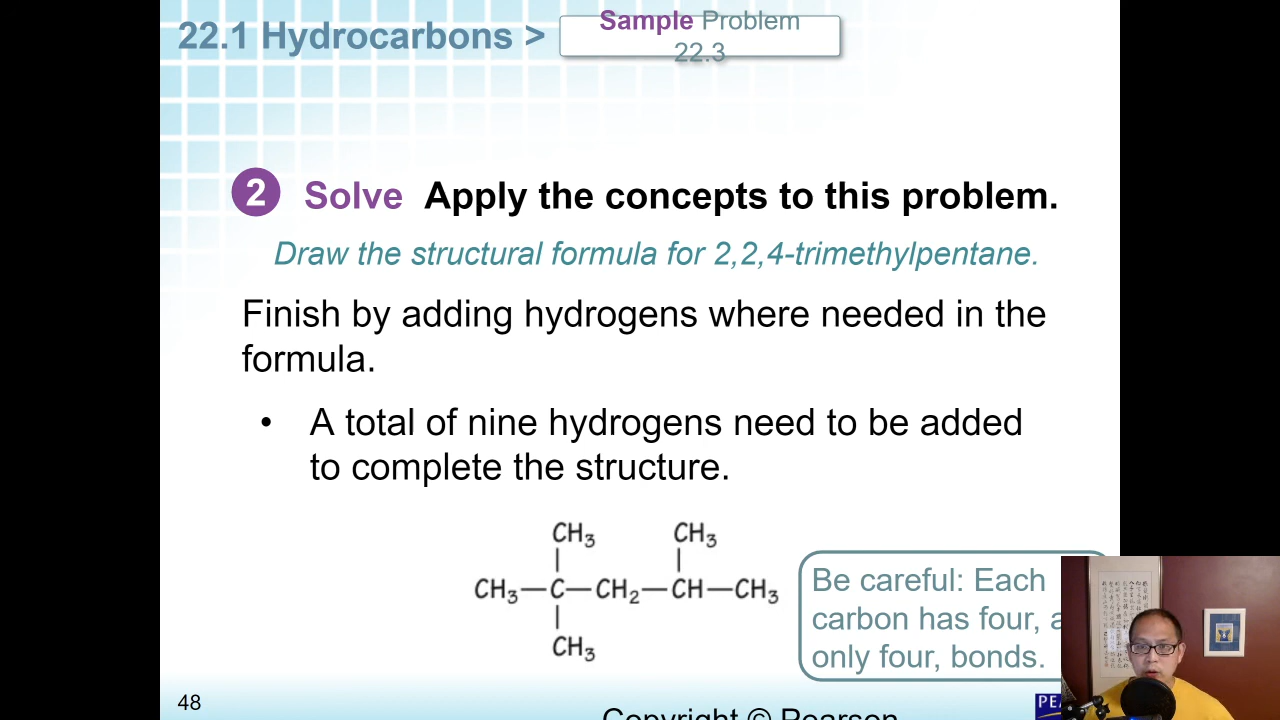 22.1 Hydrocarbons >
Sample Problem
22.3
2 Solve Apply the concepts to this problem.
Draw the structural formula for 2,2,4-trimethylpentane.
Finish by adding hydrogens where needed in the
formula.
• A total of nine hydrogens need to be added
to complete the structure.
CH₃ CH₃
CH₃—C—CH₂—CH—CH₃
CH₃
Be careful: Each
carbon has four, a
only four, bonds.
48
Copyright © Pearson
PEA